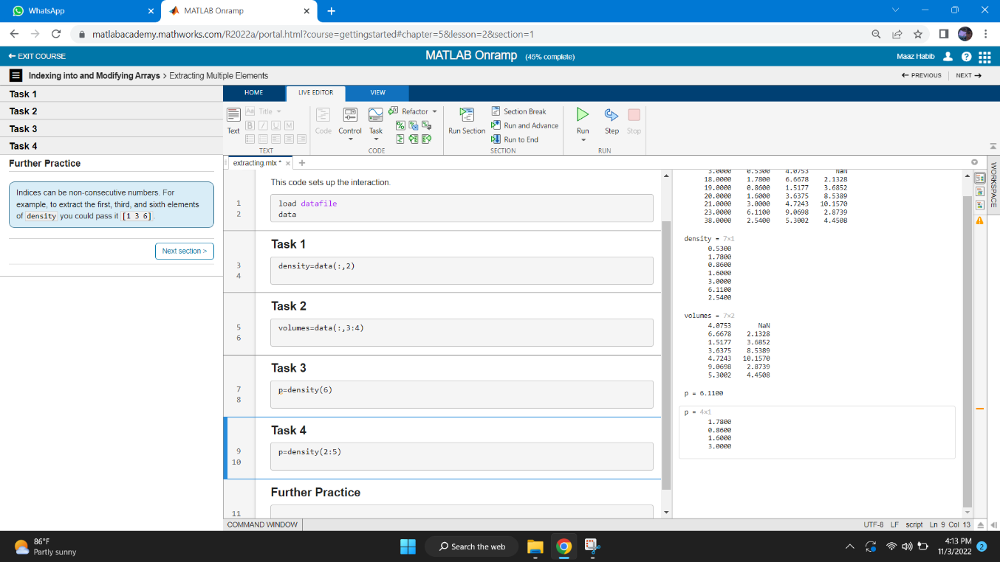 WhatsApp
MATLAB Onramp
matlabacademy.mathworks.com/R2022a/portal.html?course=gettingstarted#chapter=5&lesson=2&section=1
← EXIT COURSE
MATLAB Onramp (45% complete)
Maaz Habib
Indexing into and Modifying Arrays > Extracting Multiple Elements
← PREVIOUS
NEXT →
Task 1
Task 2
Task 3
Task 4
Further Practice
Indices can be non-consecutive numbers. For
example, to extract the first, third, and sixth elements
of density you could pass it [1 3 6].
Next section >
HOME
LIVE EDITOR
VIEW
Text
Aa Title
B I U M
TEXT
Code
Control
Task
Refactor
CODE
Run Section
Section Break
Run and Advance
Run to End
SECTION
Run
Step
Stop
RUN
extracting.mlx *
This code sets up the interaction.
1 load datafile
2 data
Task 1
3 density=data(:,2)
4
Task 2
5 volumes=data(:,3:4)
6
Task 3
7 p=density(6)
8
Task 4
9 p=density(2:5)
10
Further Practice
11
3.0000 0.5300 4.0753 NaN
18.0000 1.7800 6.6678 2.1328
19.0000 0.8600 1.5177 3.6852
20.0000 1.6000 3.6375 8.5389
21.0000 3.0000 4.7243 10.1570
23.0000 6.1100 9.0698 2.8739
38.0000 2.5400 5.3002 4.4508
density = 7×1
0.5300
1.7800
0.8600
1.6000
3.0000
6.1100
2.5400
volumes = 7×2
4.0753 NaN
6.6678 2.1328
1.5177 3.6852
3.6375 8.5389
4.7243 10.1570
9.0698 2.8739
5.3002 4.4508
p = 6.1100
p = 4×1
1.7800
0.8600
1.6000
3.0000
WORKSPACE
COMMAND WINDOW
UTF-8 LF script Ln 9 Col 13
86°F
Partly sunny
Search the web
4:13 PM
11/3/2022
2